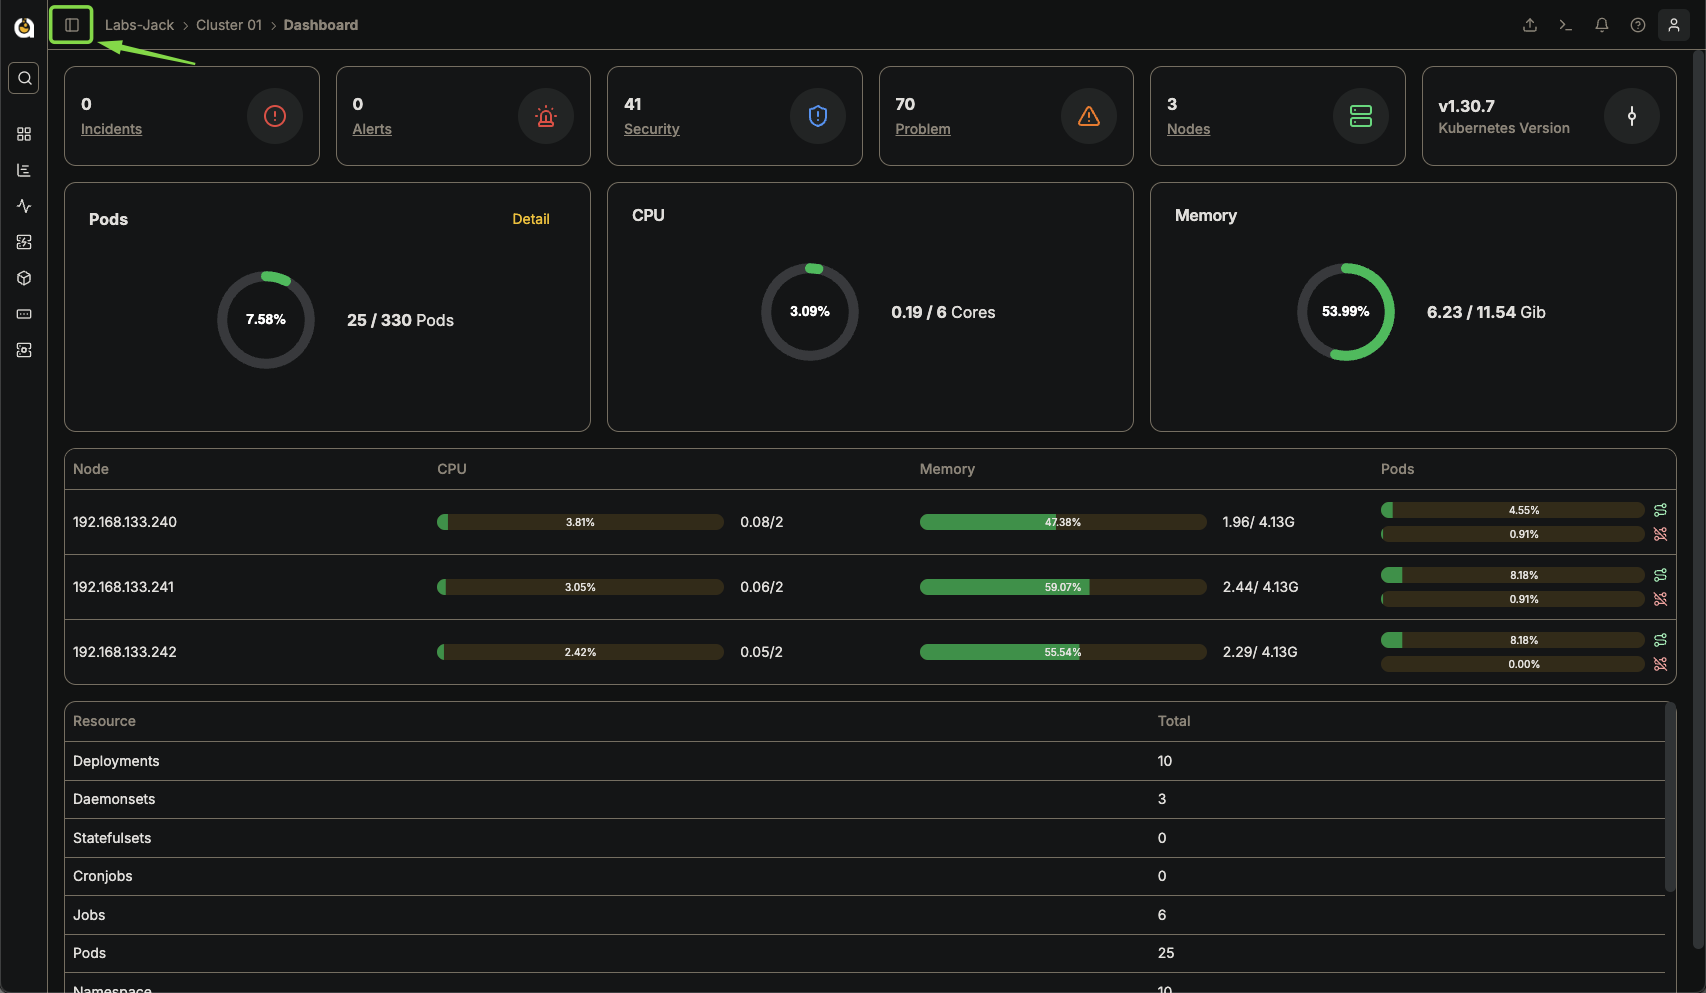 Labs-Jack > Cluster 01 > Dashboard
0
Incidents
0
Alerts
41
Security
70
Problem
3
Nodes
v1.30.7
Kubernetes Version
Pods
Detail
7.58%
25 / 330 Pods
CPU
3.09%
0.19 / 6 Cores
Memory
53.99%
6.23 / 11.54 Gib
Node CPU Memory Pods
192.168.133.240 3.81% 0.08/2 47.38% 1.96/ 4.13G 4.55%
0.91%
192.168.133.241 3.05% 0.06/2 59.07% 2.44/ 4.13G 8.18%
0.91%
192.168.133.242 2.42% 0.05/2 55.54% 2.29/ 4.13G 8.18%
0.00%
Resource Total
Deployments 10
Daemonsets 3
Statefulsets 0
Cronjobs 0
Jobs 6
Pods 25
Namespace 10